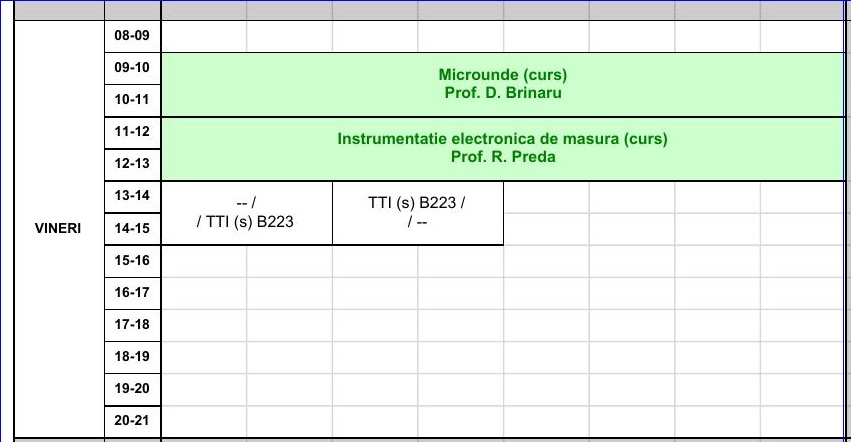 08-09
09-10
10-11
Microunde (curs)
Prof. D. Brinaru
11-12
12-13
Instrumentatie electronica de masura (curs)
Prof. R. Preda
VINERI
13-14
14-15
-- /
/ TTI (s) B223
TTI (s) B223 /
/ --
15-16
16-17
17-18
18-19
19-20
20-21